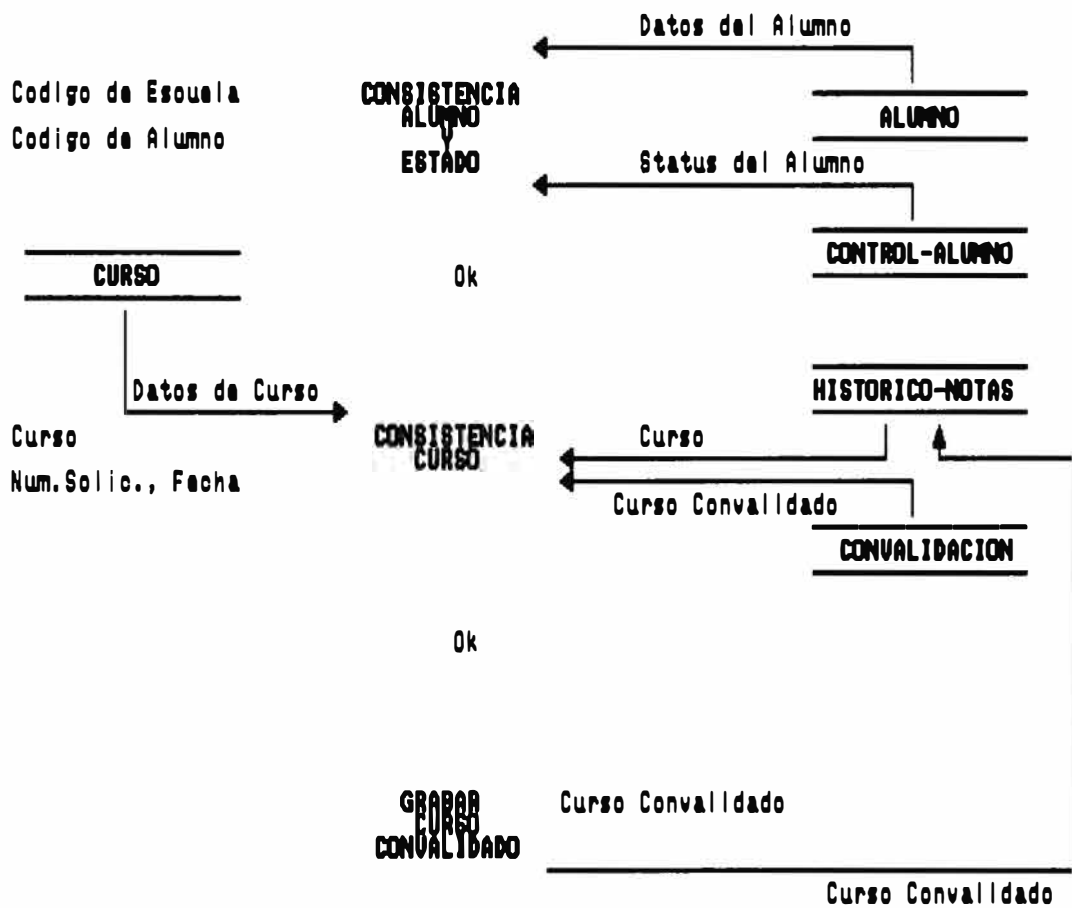 Datos del Alumno
Codigo de Escuela
CONSISTENCIA
ALUMNO
Y
ESTADO
ALUMNO
Codigo de Alumno
Status del Alumno
CONTROL-ALUMNO
CURSO
Ok
HISTORICO-NOTAS
Datos de Curso
Curso
CONSISTENCIA
CURSO
Curso
Num.Solic., Fecha
Curso Convalidado
CONVALIDACION
Ok
GRABAR
CURSO
CONVALIDADO
Curso Convalidado
Curso Convalidado